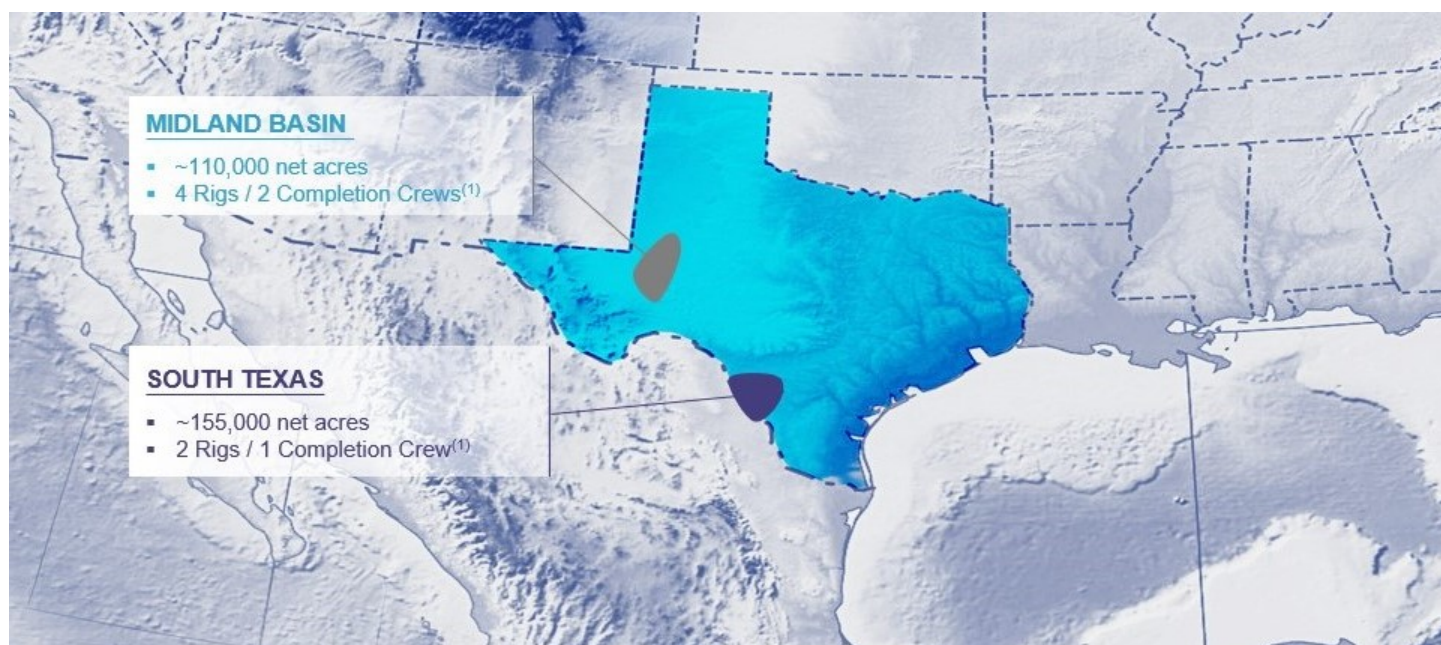 MIDLAND BASIN
▪ ~110,000 net acres
▪ 4 Rigs / 2 Completion Crews(1)
SOUTH TEXAS
▪ ~155,000 net acres
▪ 2 Rigs / 1 Completion Crew(1)